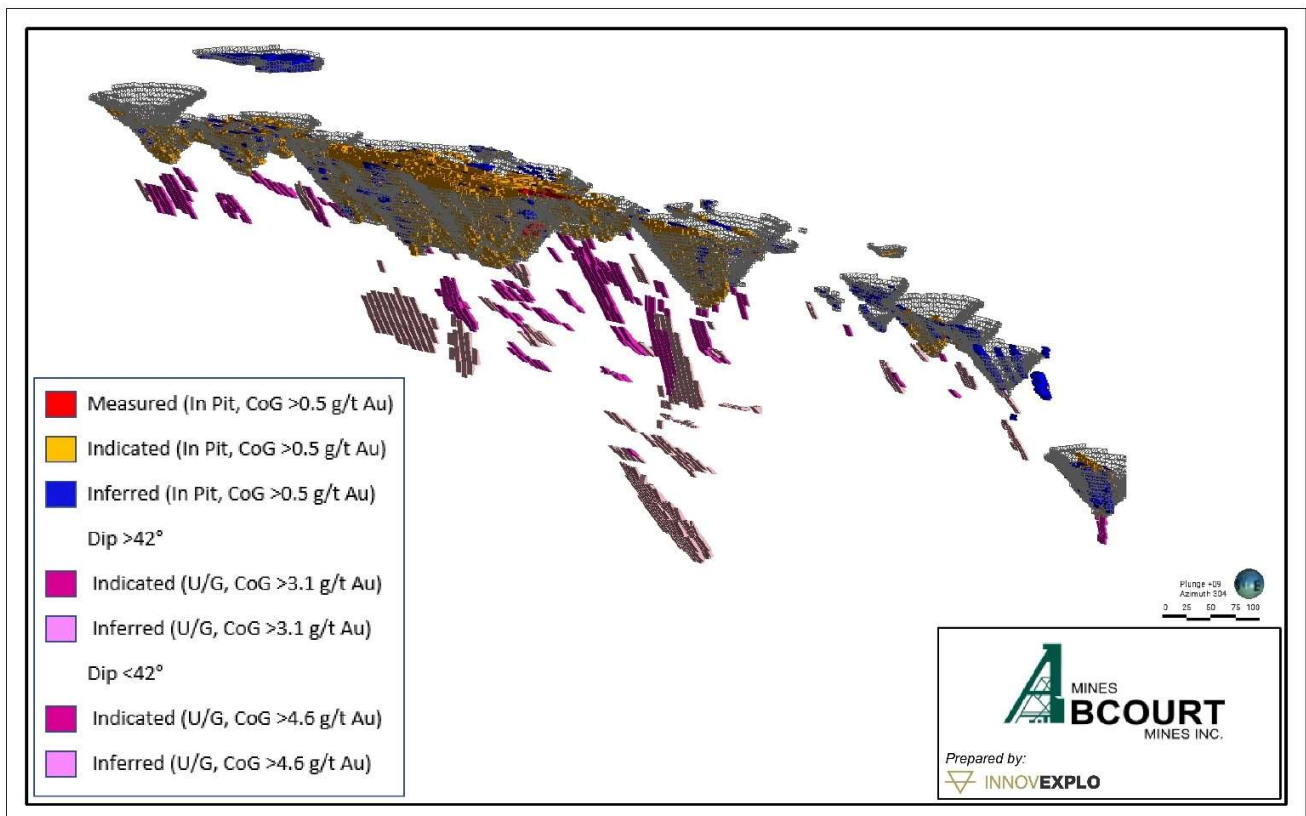 Measured (In Pit, CoG >0.5 g/t Au)
Indicated (In Pit, CoG >0.5 g/t Au)
Inferred (In Pit, CoG >0.5 g/t Au)
Dip >42°
Indicated (U/G, CoG >3.1 g/t Au)
Inferred (U/G, CoG >3.1 g/t Au)
Dip <42°
Indicated (U/G, CoG >4.6 g/t Au)
Inferred (U/G, CoG >4.6 g/t Au)
Plunge +09
Azimuth 304
0 25 50 75 100
MINES
ABCOURT
MINES INC.
Prepared by:
INNOVEXPLO